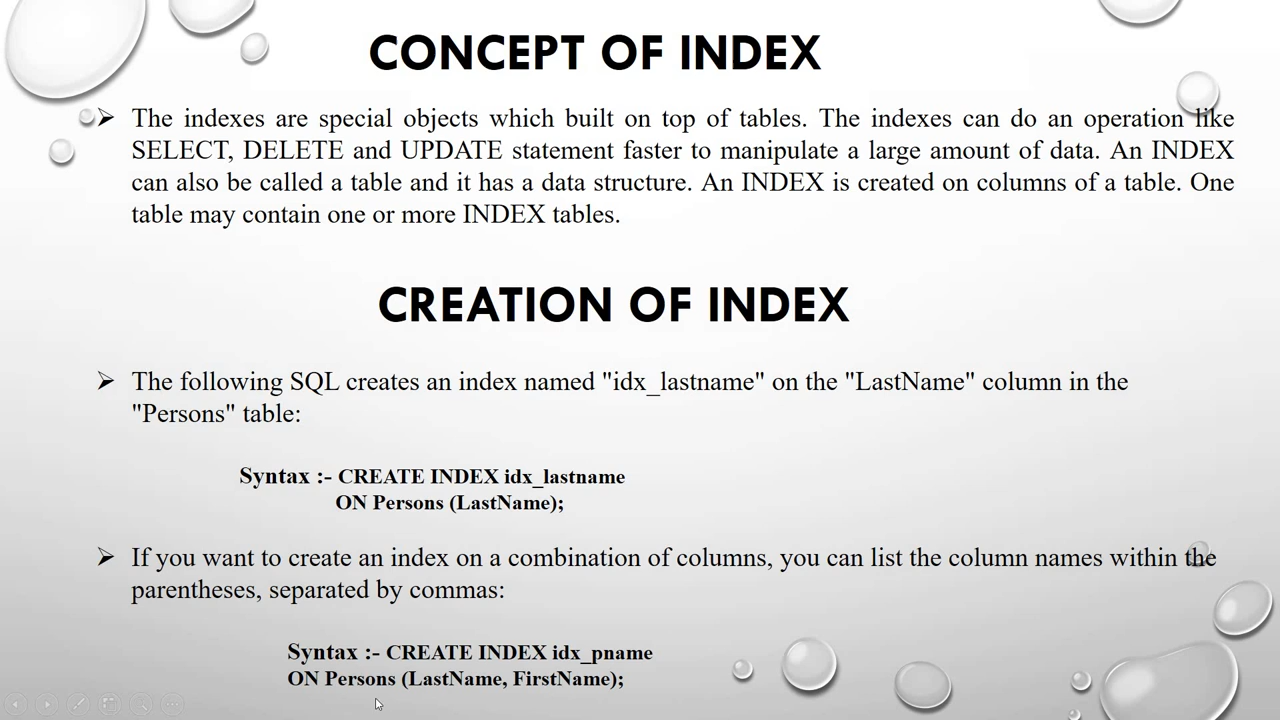 CONCEPT OF INDEX
➢ The indexes are special objects which built on top of tables. The indexes can do an operation like
SELECT, DELETE and UPDATE statement faster to manipulate a large amount of data. An INDEX
can also be called a table and it has a data structure. An INDEX is created on columns of a table. One
table may contain one or more INDEX tables.
CREATION OF INDEX
➢ The following SQL creates an index named "idx_lastname" on the "LastName" column in the
"Persons" table:
Syntax :- CREATE INDEX idx_lastname
ON Persons (LastName);
➢ If you want to create an index on a combination of columns, you can list the column names within the
parentheses, separated by commas:
Syntax :- CREATE INDEX idx_pname
ON Persons (LastName, FirstName);